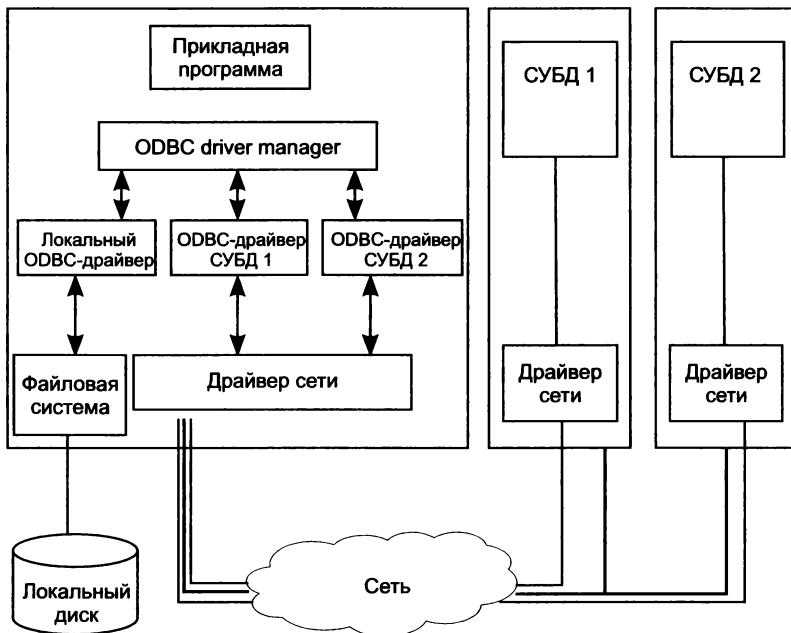 Прикладная
программа
ODBC driver manager
Локальный
ODBC-драйвер
ODBC-драйвер
СУБД 1
ODBC-драйвер
СУБД 2
Файловая
система
Драйвер сети
Локальный
диск
Сеть
СУБД 1
Драйвер
сети
СУБД 2
Драйвер
сети